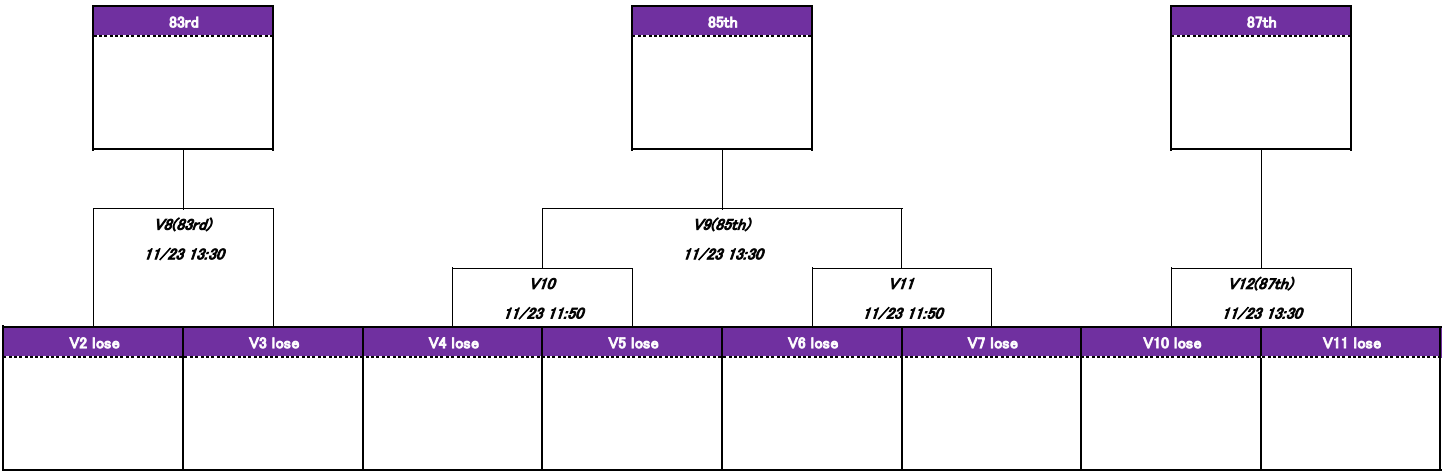 83rd
85th
87th
V8(83rd)
V9(85th)
11/23 13:30
11/23 13:30
V10
V11
V12(87th)
11/23 11:50
11/23 11:50
11/23 13:30
V2 lose
V3 lose
V4 lose
V5 lose
V6 lose
V7 lose
V10 lose
V11 lose